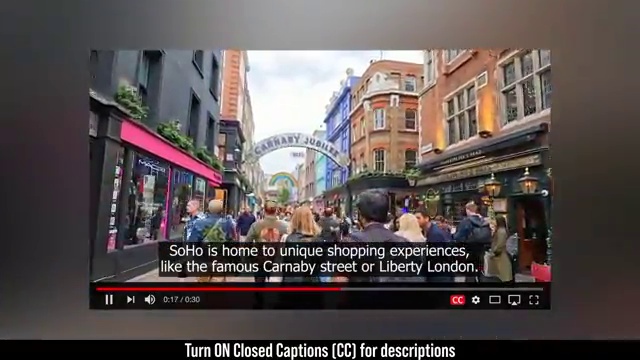 MAC
CARNABY JUBILEE
SoHo is home to unique shopping experiences,
like the famous Carnaby street or Liberty London.
0:17 / 0:30
CC
Turn ON Closed Captions (CC) for descriptions